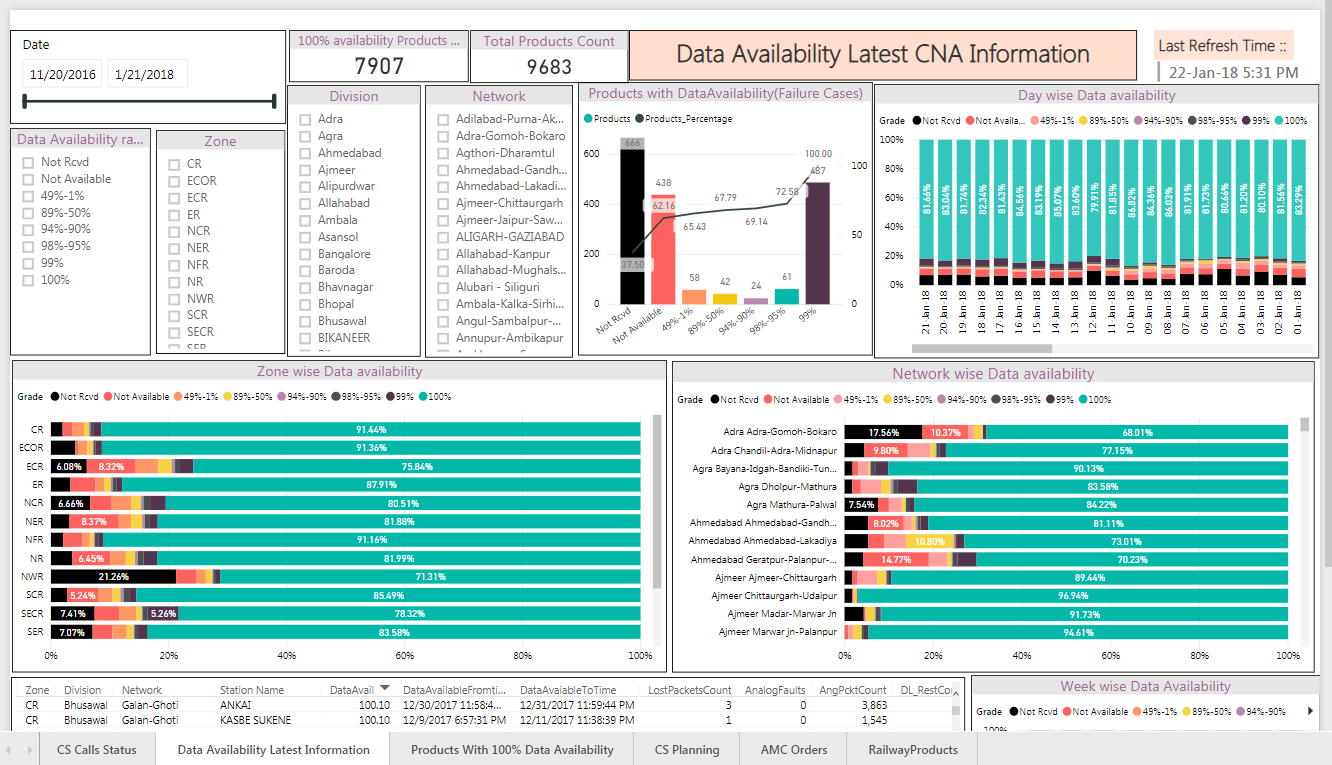 Date
11/20/2016 1/21/2018
100% availability Products ...
7907
Total Products Count
9683
Data Availability Latest CNA Information
Last Refresh Time ::
22-Jan-18 5:31 PM
Data Availability ra...
Not Rcvd
Not Available
49%-1%
89%-50%
94%-90%
98%-95%
99%
100%
Zone
CR
ECOR
ECR
ER
NCR
NER
NFR
NR
NWR
SCR
SECR
SER
Division
Adra
Agra
Ahmedabad
Ajmeer
Alipurdwar
Allahabad
Ambala
Asansol
Bangalore
Baroda
Bhavnagar
Bhopal
Bhusawal
BIKANEER
Network
Adilabad-Purna-Ak...
Adra-Gomoh-Bokaro
Agthori-Dharamtul
Ahmedabad-Gandh...
Ahmedabad-Lakadi...
Ajmeer-Chittaurgarh
Ajmeer-Jaipur-Saw...
ALIGARH-GAZIABAD
Allahabad-Kanpur
Allahabad-Mughals...
Alubari - Siliguri
Ambala-Kalka-Sirhi...
Angul-Sambalpur-...
Annupur-Ambikapur
Products with DataAvailability(Failure Cases)
Products Products_Percentage
600
400
200
0
100
50
0
666
438
58
42
24
61
487
37.50
62.16
65.43
67.79
69.14
72.58
100.00
Not Rcvd
Not Available
49%-1%
89%-50%
94%-90%
98%-95%
99%
Day wise Data availability
Grade Not Rcvd Not Availa... 49%-1% 89%-50% 94%-90% 98%-95% 99% 100%
100%
80%
60%
40%
20%
0%
81.66% 83.04% 81.74% 82.34% 81.43% 84.56% 83.19% 85.07% 83.60% 79.91% 81.85% 86.82% 84.36% 86.03% 81.91% 81.73% 80.66% 81.20% 80.10% 81.56% 83.29%
21-Jan-18 20-Jan-18 19-Jan-18 18-Jan-18 17-Jan-18 16-Jan-18 15-Jan-18 14-Jan-18 13-Jan-18 12-Jan-18 11-Jan-18 10-Jan-18 09-Jan-18 08-Jan-18 07-Jan-18 06-Jan-18 05-Jan-18 04-Jan-18 03-Jan-18 02-Jan-18 01-Jan-18
Zone wise Data availability
Grade Not Rcvd Not Available 49%-1% 89%-50% 94%-90% 98%-95% 99% 100%
CR 91.44%
ECOR 91.36%
ECR 6.08% 8.32% 75.84%
ER 87.91%
NCR 6.66% 80.51%
NER 8.37% 81.88%
NFR 91.16%
NR 6.45% 81.99%
NWR 21.26% 71.31%
SCR 5.24% 85.49%
SECR 7.41% 5.26% 78.32%
SER 7.07% 83.58%
0% 20% 40% 60% 80% 100%
Network wise Data availability
Grade Not Rcvd Not Available 49%-1% 89%-50% 94%-90% 98%-95% 99% 100%
Adra Adra-Gomoh-Bokaro 17.56% 10.37% 68.01%
Adra Chandil-Adra-Midnapur 9.80% 77.15%
Agra Bayana-Idgah-Bandiki-Tun... 90.13%
Agra Dholpur-Mathura 83.58%
Agra Mathura-Palwal 7.54% 84.22%
Ahmedabad Ahmedabad-Gandh... 8.02% 81.11%
Ahmedabad Ahmedabad-Lakadiya 10.80% 73.01%
Ahmedabad Geratpur-Palanpur-... 14.77% 70.23%
Ajmeer Ajmeer-Chittaurgarh 89.44%
Ajmeer Chittaurgarh-Udaipur 96.94%
Ajmeer Madar-Marwar Jn 91.73%
Ajmeer Marwar jn-Palanpur 94.61%
0% 20% 40% 60% 80% 100%
Zone Division Network Station Name DataAvail DataAvailableFromti... DataAvaiableToTime LostPacketsCount AnalogFaults AngPcktCount DL_RestCou
CR Bhusawal Galan-Ghoti ANKAI 100.10 12/30/2017 11:58:4... 12/31/2017 11:59:44 PM 3 0 3,863
CR Bhusawal Galan-Ghoti KASBE SUKENE 100.10 12/9/2017 6:57:31 PM 12/11/2017 11:38:39 PM 1 0 1,545
Week wise Data Availability
Grade Not Rcvd Not Available 49%-1% 89%-50% 94%-90%
100%
CS Calls Status Data Availability Latest Information Products With 100% Data Availability CS Planning AMC Orders RailwayProducts